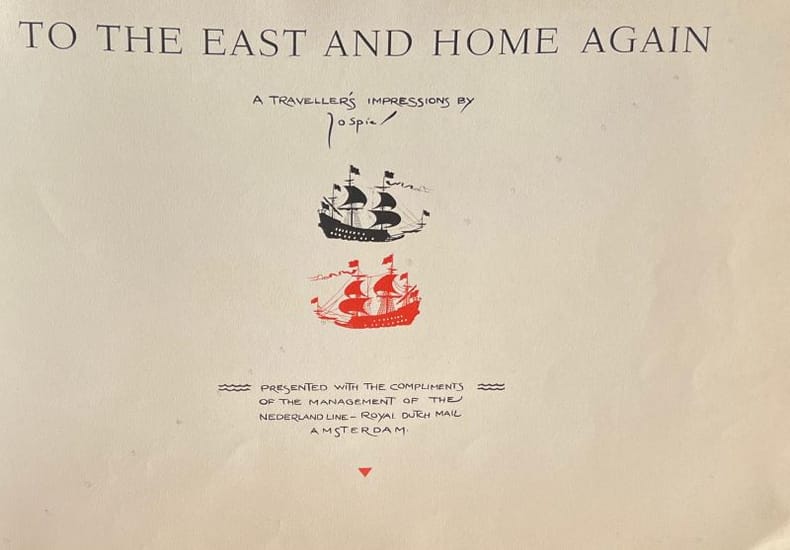 TO THE EAST AND HOME AGAIN
A TRAVELLER'S IMPRESSIONS BY
Jo Spier
PRESENTED WITH THE COMPLIMENTS
OF THE MANAGEMENT OF THE
NEDERLAND LINE – ROYAL DUTCH MAIL
AMSTERDAM.